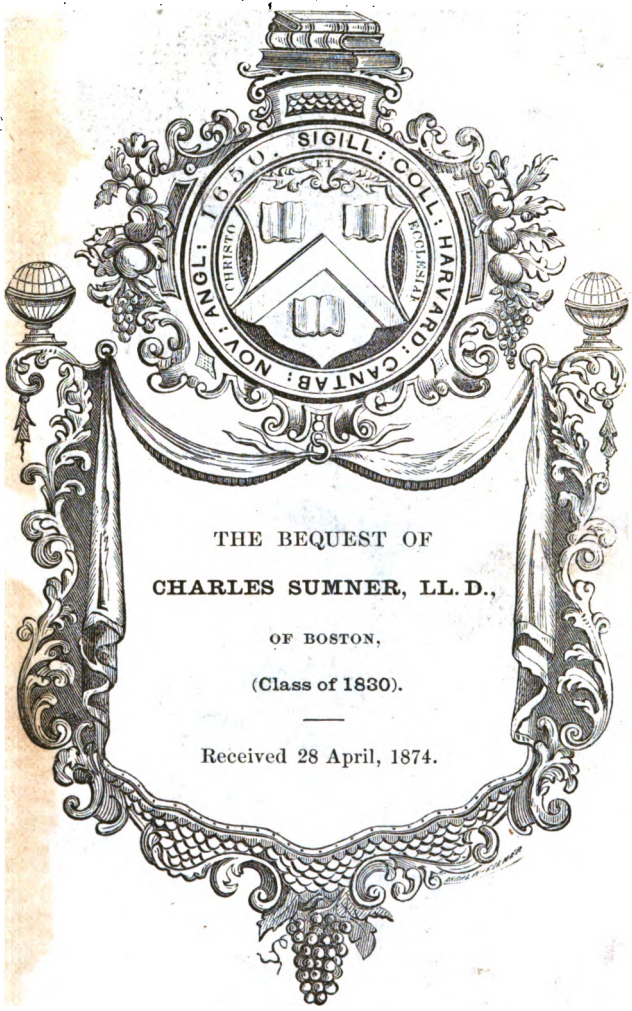 SIGILL: COLL: HARVARD: CANTAB: NOV: ANGL: 1650.
ET
CHRISTO
ECCLESIAE
THE BEQUEST OF
CHARLES SUMNER, LL. D.,
OF BOSTON,
(Class of 1830).
Received 28 April, 1874.